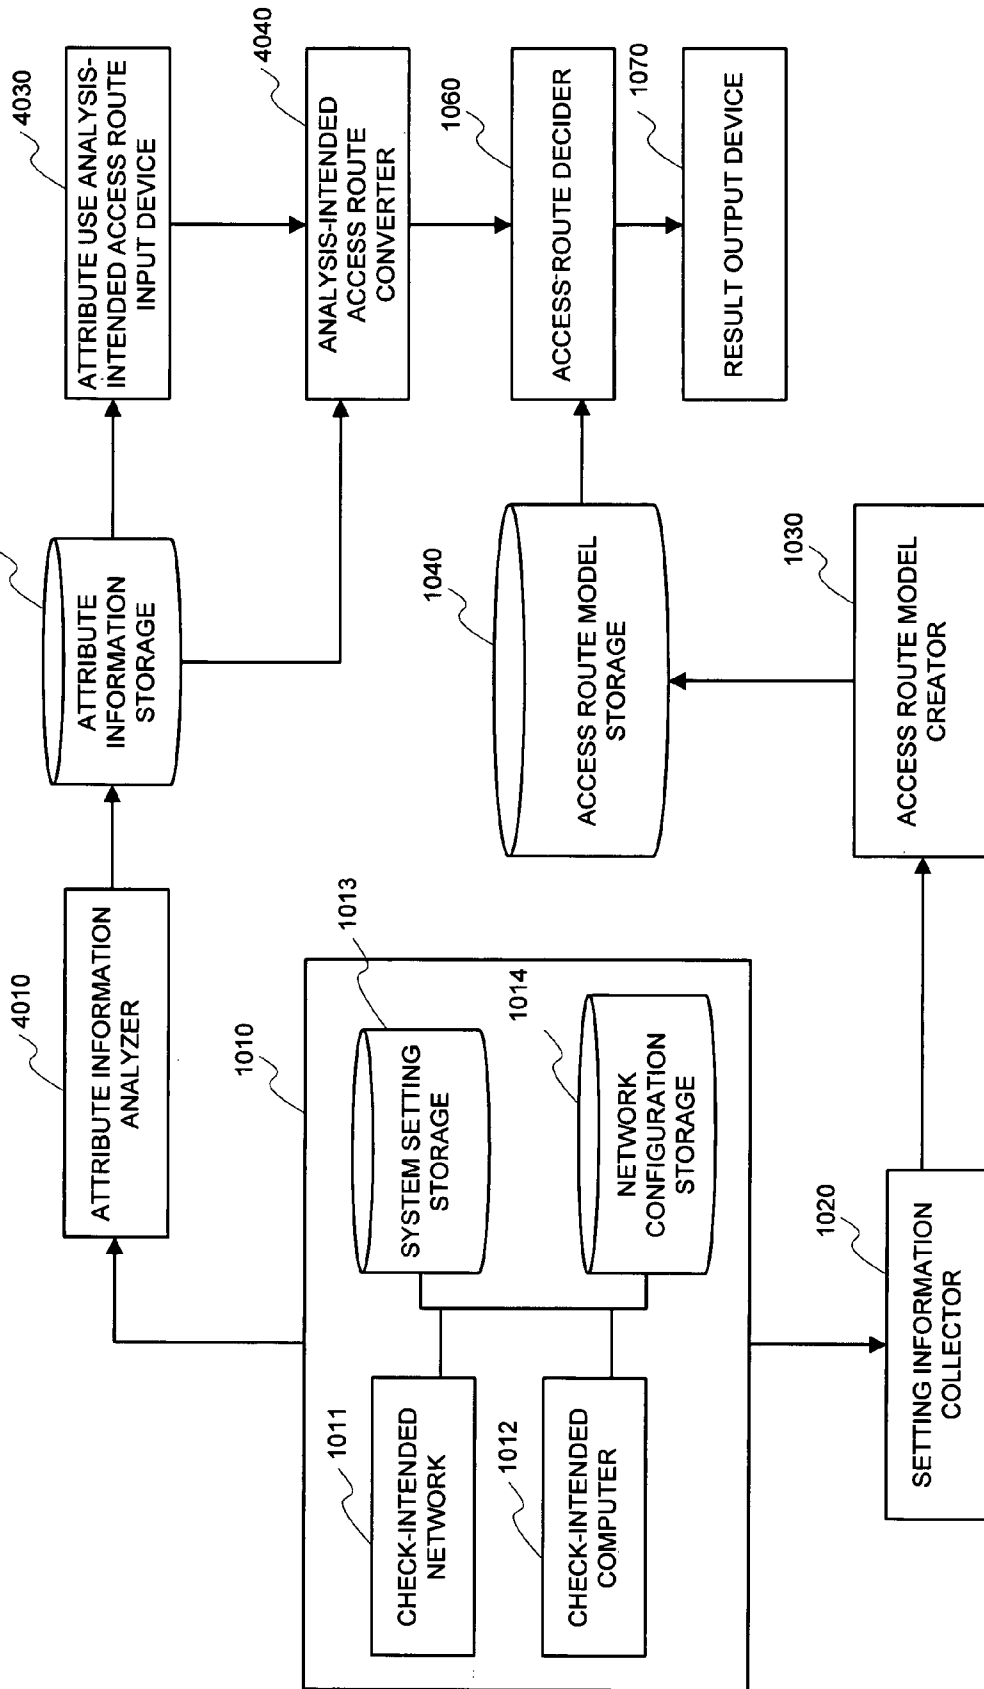 4010
ATTRIBUTE INFORMATION
ANALYZER
ATTRIBUTE
INFORMATION
STORAGE
4030
ATTRIBUTE USE ANALYSIS-
INTENDED ACCESS ROUTE
INPUT DEVICE
1010
1011
CHECK-INTENDED
NETWORK
1012
CHECK-INTENDED
COMPUTER
1013
SYSTEM SETTING
STORAGE
1014
NETWORK
CONFIGURATION
STORAGE
4040
ANALYSIS-INTENDED
ACCESS ROUTE
CONVERTER
1040
ACCESS ROUTE MODEL
STORAGE
1060
ACCESS-ROUTE DECIDER
1070
RESULT OUTPUT DEVICE
1020
SETTING INFORMATION
COLLECTOR
1030
ACCESS ROUTE MODEL
CREATOR